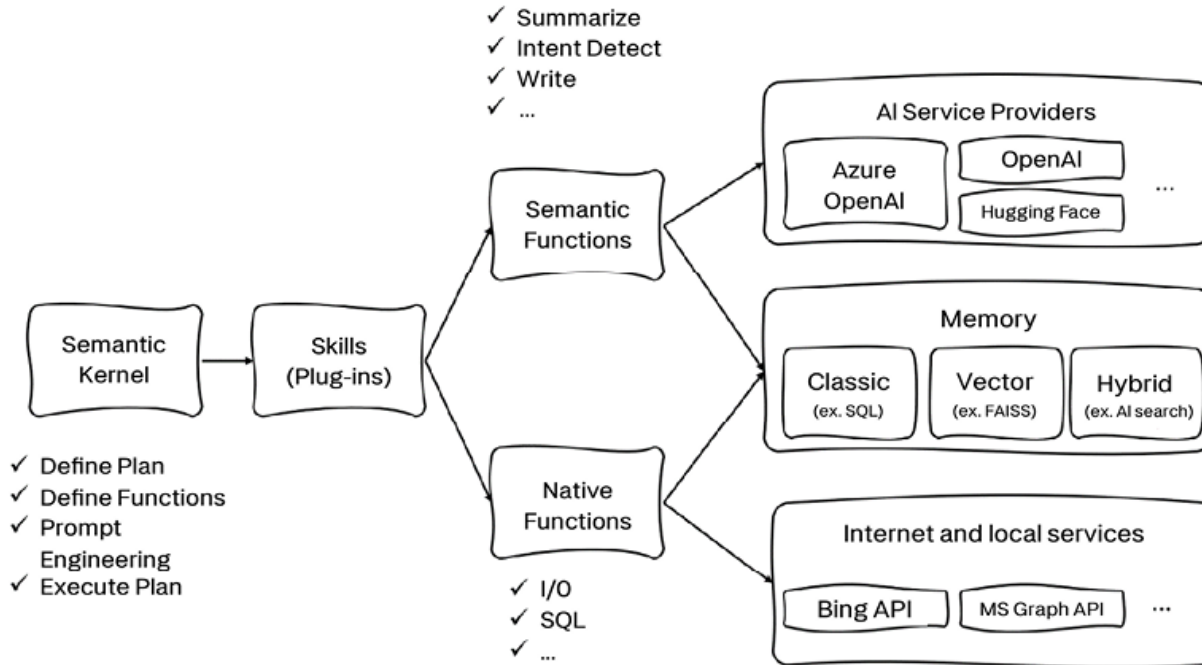 ✓ Summarize
✓ Intent Detect
✓ Write
✓ ...
AI Service Providers
Azure
OpenAI
OpenAI
Hugging Face
...
Semantic
Functions
Semantic
Kernel
Skills
(Plug-ins)
Memory
Classic
(ex. SQL)
Vector
(ex. FAISS)
Hybrid
(ex. AI search)
✓ Define Plan
✓ Define Functions
✓ Prompt
Engineering
✓ Execute Plan
Native
Functions
✓ I/O
✓ SQL
✓ ...
Internet and local services
Bing API
MS Graph API
...